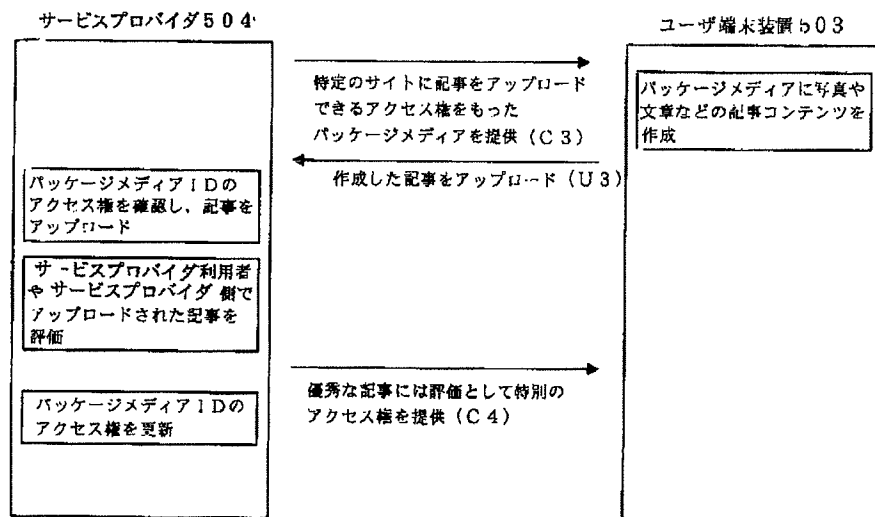 サービスプロバイダ504
ユーザ端末装置503
特定のサイトに記事をアップロード
できるアクセス権をもった
パッケージメディアを提供(C3)
パッケージメディアに写真や
文章などの記事コンテンツを
作成
作成した記事をアップロード(U3)
パッケージメディアIDの
アクセス権を確認し、記事を
アップロード
サービスプロバイダ利用者
やサービスプロバイダ側で
アップロードされた記事を
評価
優秀な記事には評価として特別の
アクセス権を提供(C4)
パッケージメディアIDの
アクセス権を更新